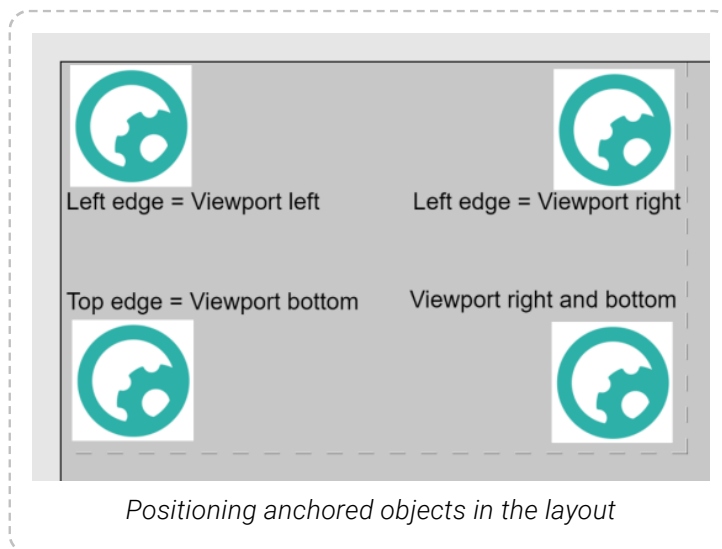 Left edge = Viewport left
Left edge = Viewport right
Top edge = Viewport bottom
Viewport right and bottom
Positioning anchored objects in the layout